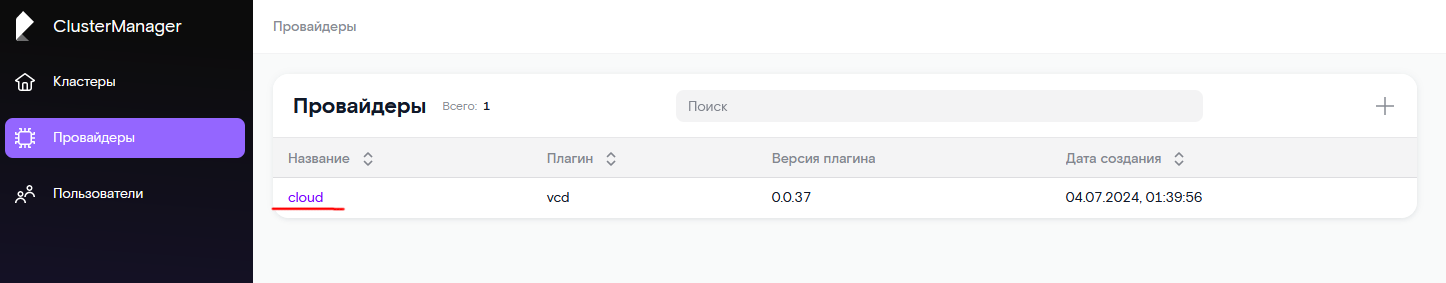 ClusterManager
Кластеры
Провайдеры
Пользователи
Провайдеры
Провайдеры Всего: 1 Поиск
Название Плагин Версия плагина Дата создания
cloud vcd 0.0.37 04.07.2024, 01:39:56